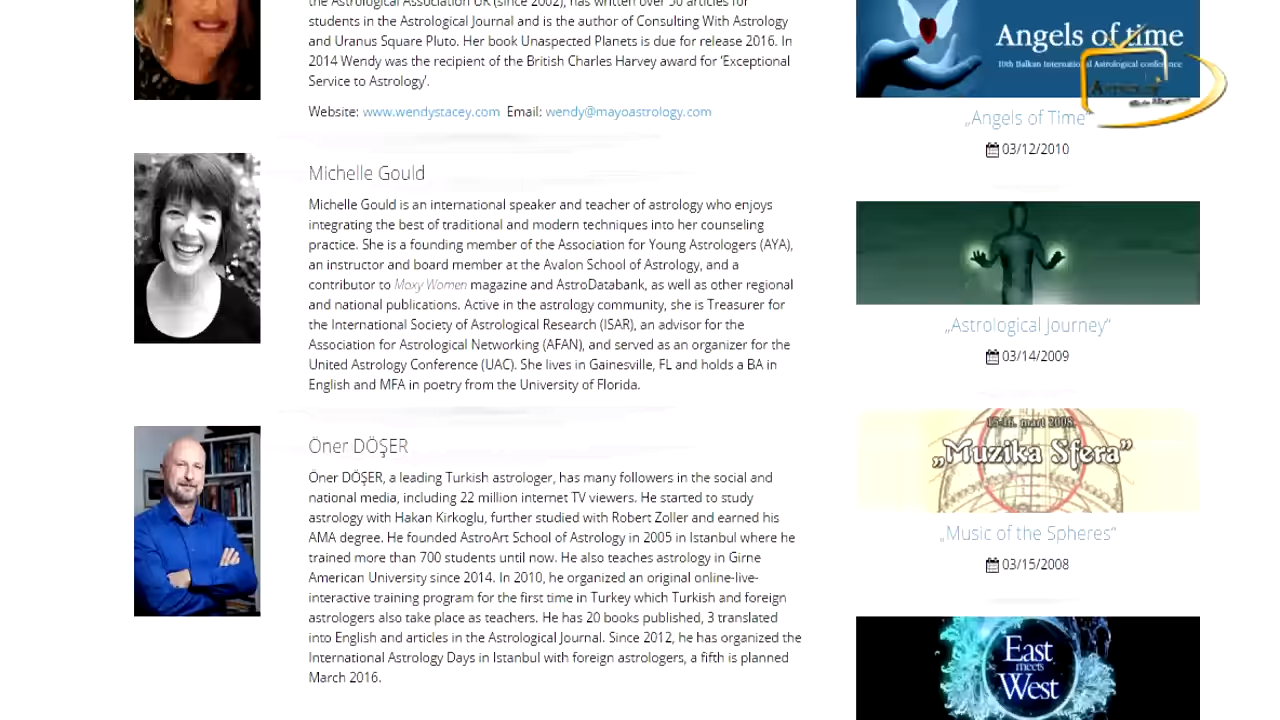 the Astrological Association UK (since 2002), has written over 50 articles for
students in the Astrological Journal and is the author of Consulting With Astrology
and Uranus Square Pluto. Her book Unaspected Planets is due for release 2016. In
2014 Wendy was the recipient of the British Charles Harvey award for 'Exceptional
Service to Astrology'.
Website: www.wendystacey.com Email: wendy@mayoastrology.com
Michelle Gould
Michelle Gould is an international speaker and teacher of astrology who enjoys
integrating the best of traditional and modern techniques into her counseling
practice. She is a founding member of the Association for Young Astrologers (AYA),
an instructor and board member at the Avalon School of Astrology, and a
contributor to Moxy Women magazine and AstroDatabank, as well as other regional
and national publications. Active in the astrology community, she is Treasurer for
the International Society of Astrological Research (ISAR), an advisor for the
Association for Astrological Networking (AFAN), and served as an organizer for the
United Astrology Conference (UAC). She lives in Gainesville, FL and holds a BA in
English and MFA in poetry from the University of Florida.
Öner DÖŞER
Öner DÖŞER, a leading Turkish astrologer, has many followers in the social and
national media, including 22 million internet TV viewers. He started to study
astrology with Hakan Kirkoglu, further studied with Robert Zoller and earned his
AMA degree. He founded AstroArt School of Astrology in 2005 in Istanbul where he
trained more than 700 students until now. He also teaches astrology in Girne
American University since 2014. In 2010, he organized an original online-live-
interactive training program for the first time in Turkey which Turkish and foreign
astrologers also take place as teachers. He has 20 books published, 3 translated
into English and articles in the Astrological Journal. Since 2012, he has organized the
International Astrology Days in Istanbul with foreign astrologers, a fifth is planned
March 2016.
Angels of time
10th Balkan International Astrological conference
„Angels of Time“
03/12/2010
„Astrological Journey“
03/14/2009
15-16. mart 2008.
„Muzika Sfera”
„Music of the Spheres“
03/15/2008
East
meets
West